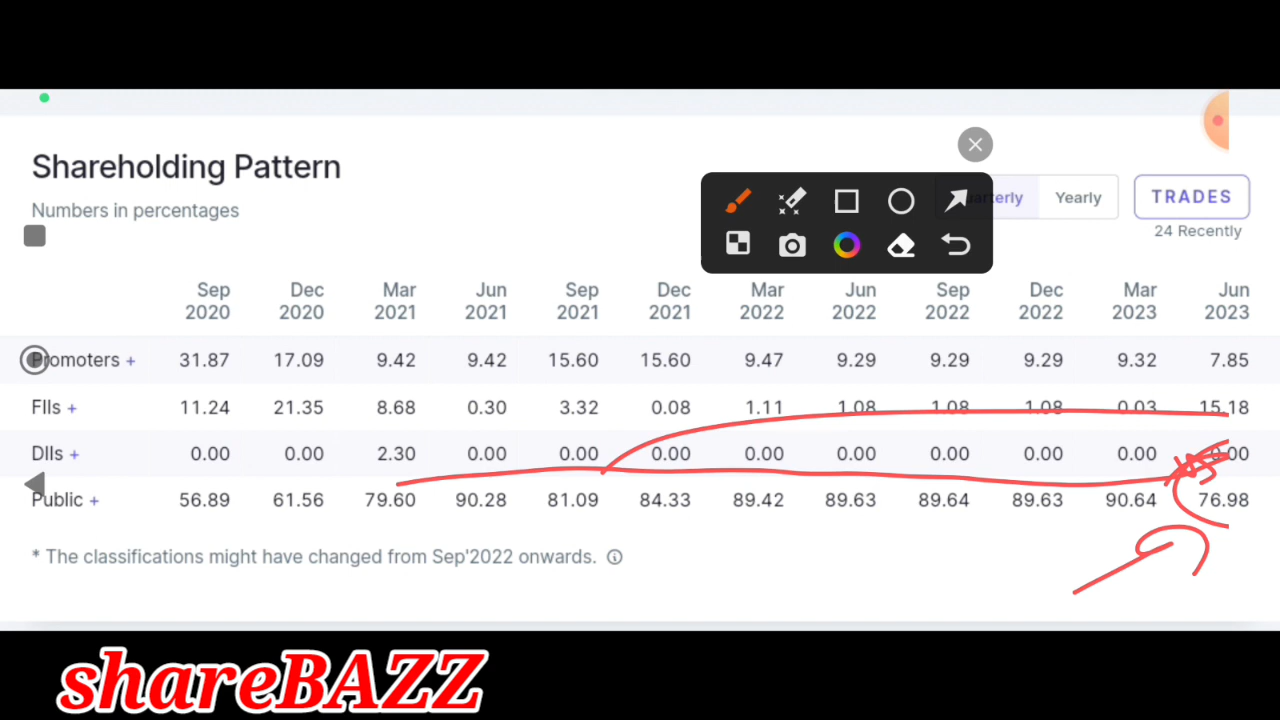 Shareholding Pattern
Numbers in percentages
arterly Yearly TRADES
24 Recently
Sep 2020 Dec 2020 Mar 2021 Jun 2021 Sep 2021 Dec 2021 Mar 2022 Jun 2022 Sep 2022 Dec 2022 Mar 2023 Jun 2023
Promoters + 31.87 17.09 9.42 9.42 15.60 15.60 9.47 9.29 9.29 9.29 9.32 7.85
FIIs + 11.24 21.35 8.68 0.30 3.32 0.08 1.11 1.08 1.08 1.08 0.03 15.18
DIIs + 0.00 0.00 2.30 0.00 0.00 0.00 0.00 0.00 0.00 0.00 0.00 0.00
Public + 56.89 61.56 79.60 90.28 81.09 84.33 89.42 89.63 89.64 89.63 90.64 76.98
* The classifications might have changed from Sep'2022 onwards.
shareBAZZ